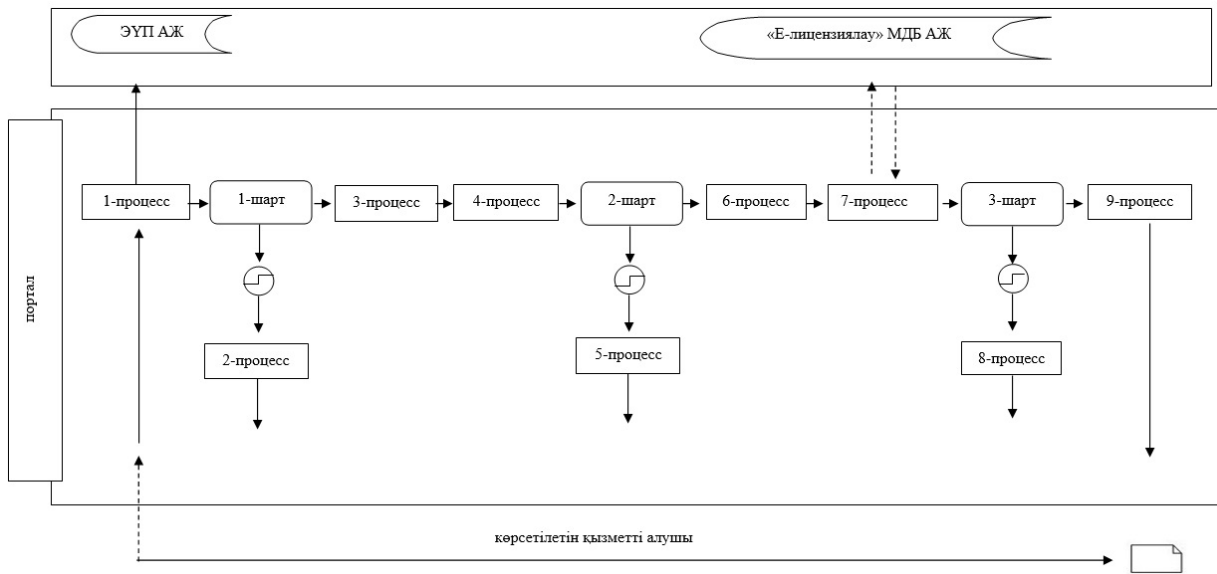 ЭҮП АЖ
«Е-лицензиялау» МДБ АЖ
портал
1-процесс
1-шарт
3-процесс
4-процесс
2-шарт
6-процесс
7-процесс
3-шарт
9-процесс
2-процесс
5-процесс
8-процесс
көрсетілетін қызметті алушы